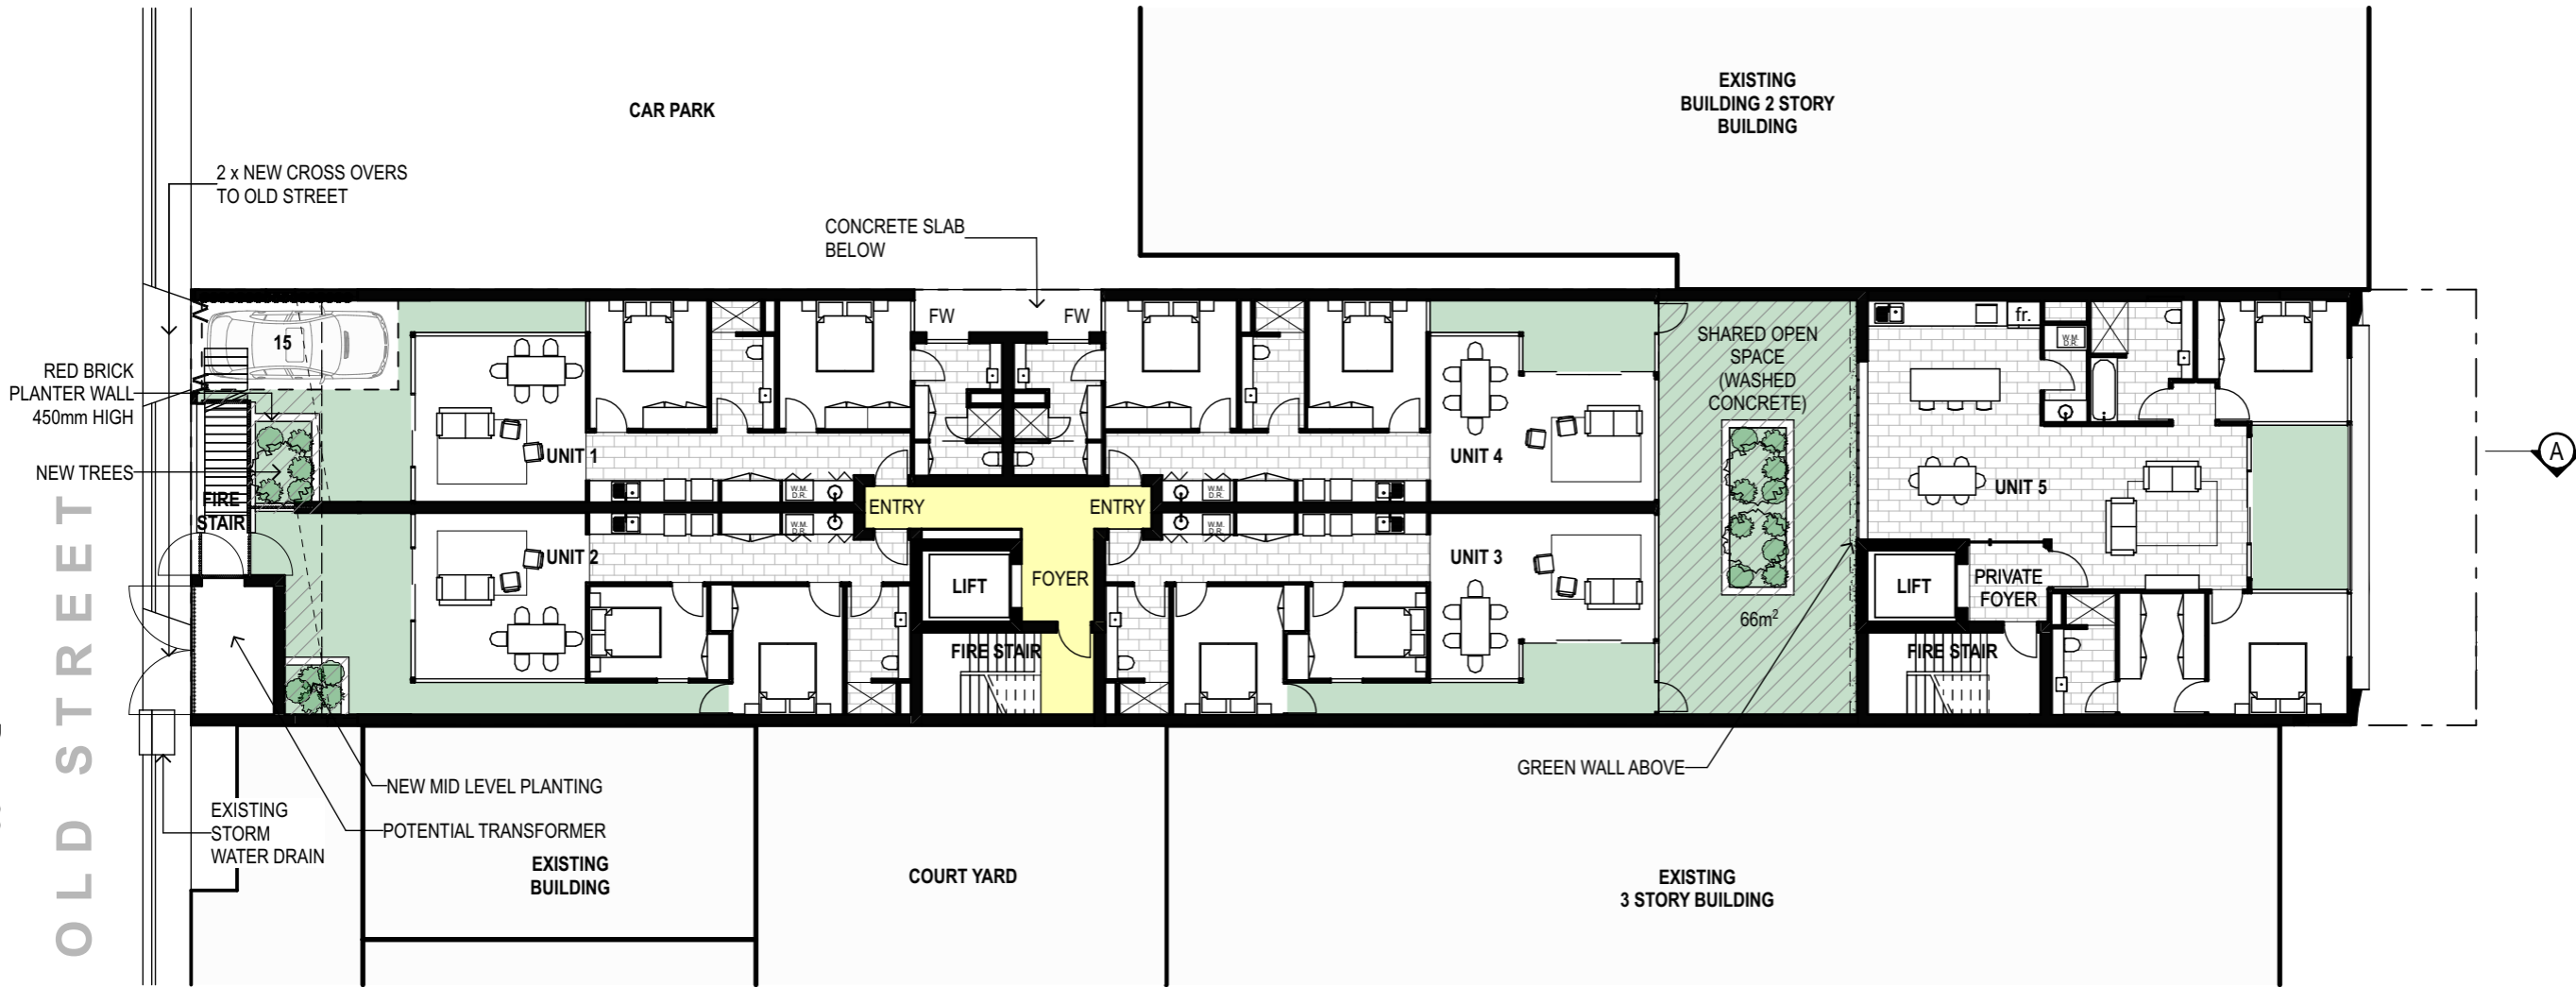 EXISTING
BUILDING 2 STORY
BUILDING
CAR PARK
2 x NEW CROSS OVERS
TO OLD STREET
CONCRETE SLAB
BELOW
FW
FW
15
RED BRICK
PLANTER WALL
450mm HIGH
NEW TREES
FIRE
STAIR
UNIT 1
UNIT 2
W.M.
D.R.
W.M.
D.R.
ENTRY
ENTRY
LIFT
FOYER
FIRE STAIR
W.M.
D.R.
W.M.
D.R.
UNIT 4
UNIT 3
SHARED OPEN
SPACE
(WASHED
CONCRETE)
66m²
fr.
W.M.
D.R.
UNIT 5
LIFT
PRIVATE
FOYER
FIRE STAIR
A
GREEN WALL ABOVE
NEW MID LEVEL PLANTING
POTENTIAL TRANSFORMER
EXISTING
STORM
WATER DRAIN
OLD STREET
EXISTING
BUILDING
COURT YARD
EXISTING
3 STORY BUILDING